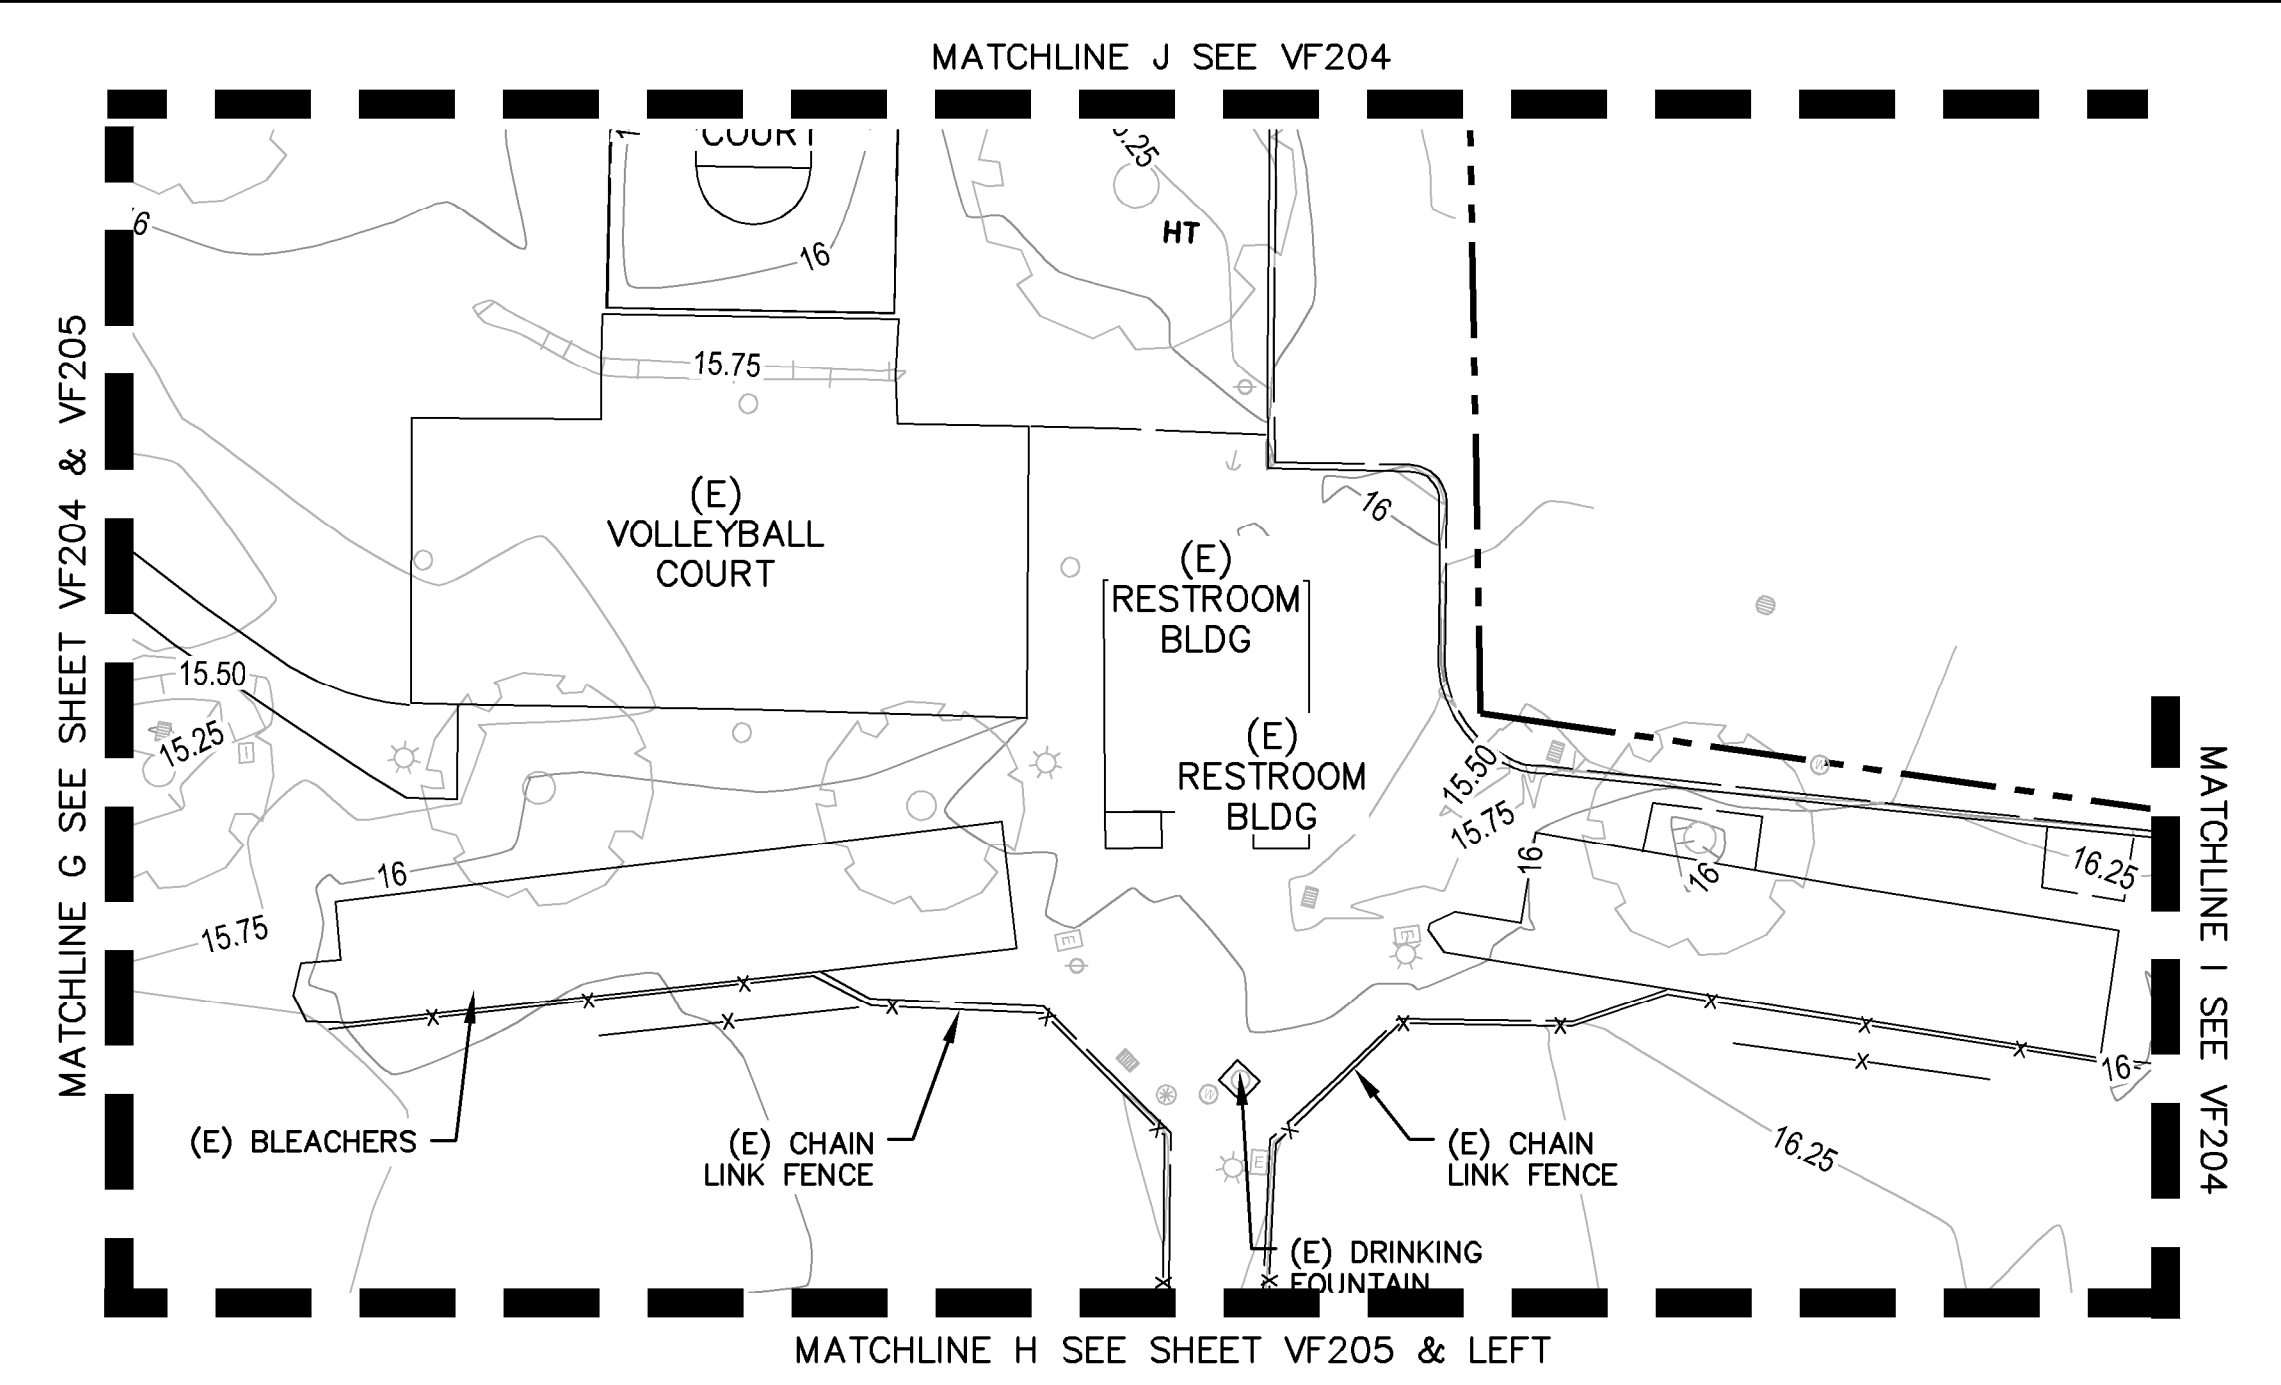 MATCHLINE J SEE VF204
COURT
.25
6
HT
16
MATCHLINE G SEE SHEET VF204 & VF205
15.75
(E)
VOLLEYBALL
COURT
16
(E)
RESTROOM
BLDG
15.50
15.25
(E)
RESTROOM
BLDG
15.50
15.75
16
16
16.25
MATCHLINE I SEE VF204
16
15.75
E
E
16
W
W
E
(E) BLEACHERS
(E) CHAIN
LINK FENCE
(E) CHAIN
LINK FENCE
16.25
(E) DRINKING
FOUNTAIN
MATCHLINE H SEE SHEET VF205 & LEFT